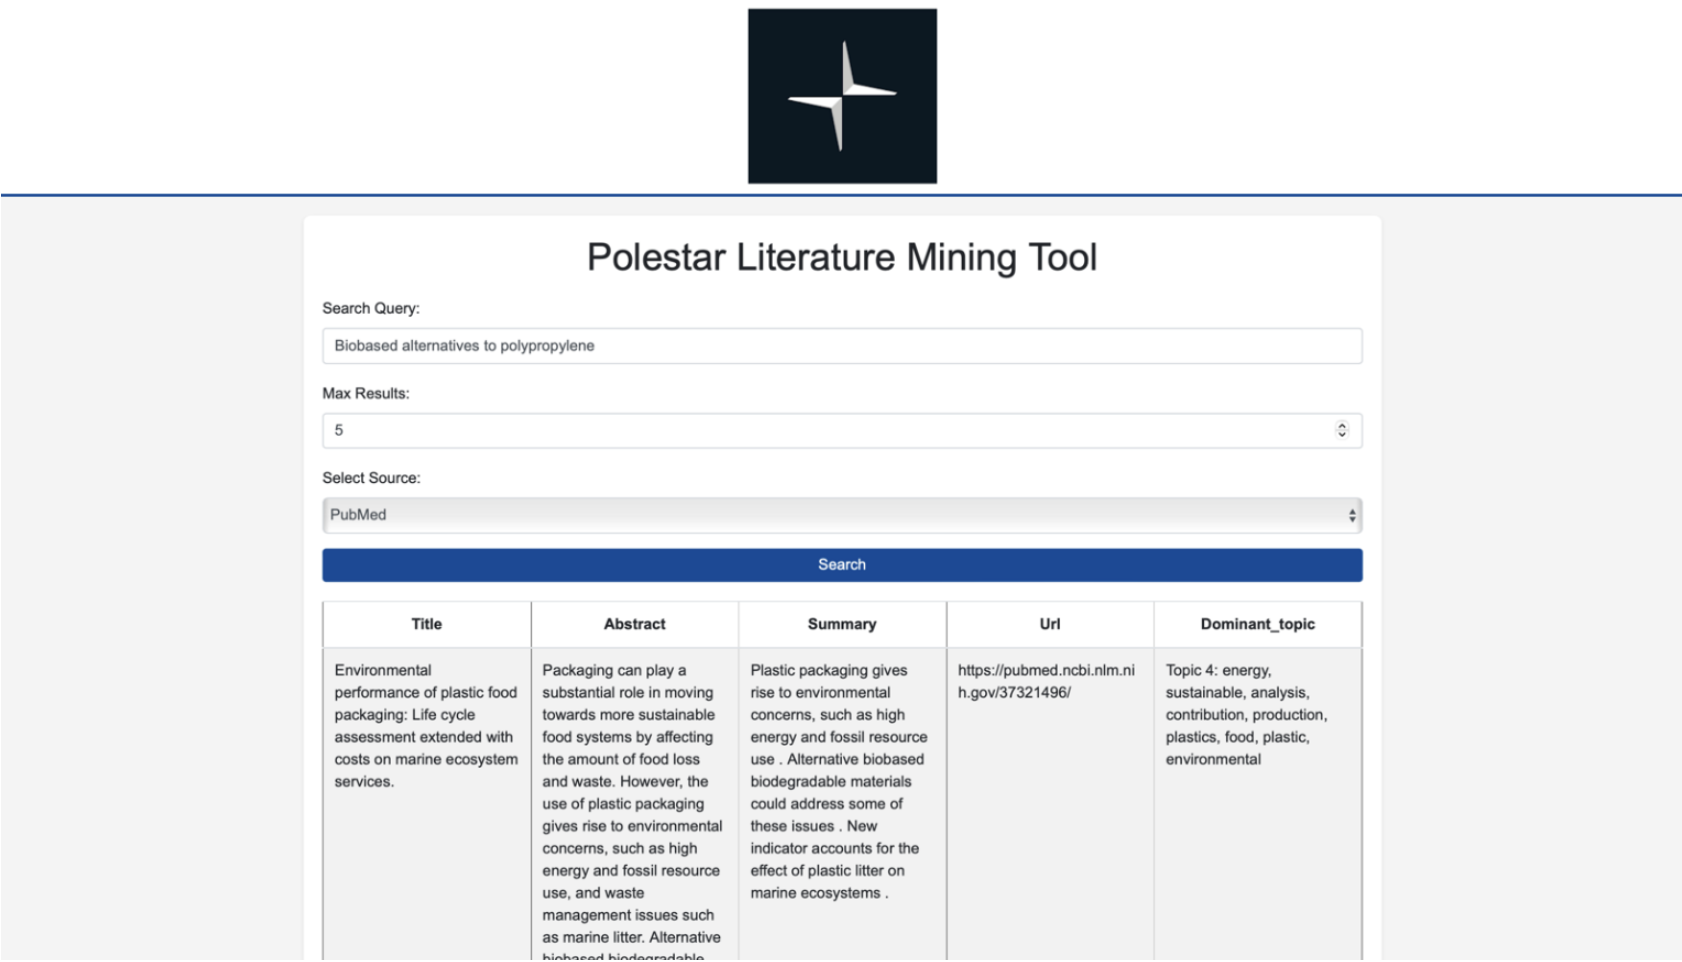 Polestar Literature Mining Tool
Search Query:
Biobased alternatives to polypropylene
Max Results:
5
Select Source:
PubMed
Search
Title
Abstract
Summary
Url
Dominant_topic
Environmental
performance of plastic food
packaging: Life cycle
assessment extended with
costs on marine ecosystem
services.
Packaging can play a
substantial role in moving
towards more sustainable
food systems by affecting
the amount of food loss
and waste. However, the
use of plastic packaging
gives rise to environmental
concerns, such as high
energy and fossil resource
use, and waste
management issues such
as marine litter. Alternative
biobased biodegradable
Plastic packaging gives
rise to environmental
concerns, such as high
energy and fossil resource
use . Alternative biobased
biodegradable materials
could address some of
these issues . New
indicator accounts for the
effect of plastic litter on
marine ecosystems .
https://pubmed.ncbi.nlm.ni
h.gov/37321496/
Topic 4: energy,
sustainable, analysis,
contribution, production,
plastics, food, plastic,
environmental